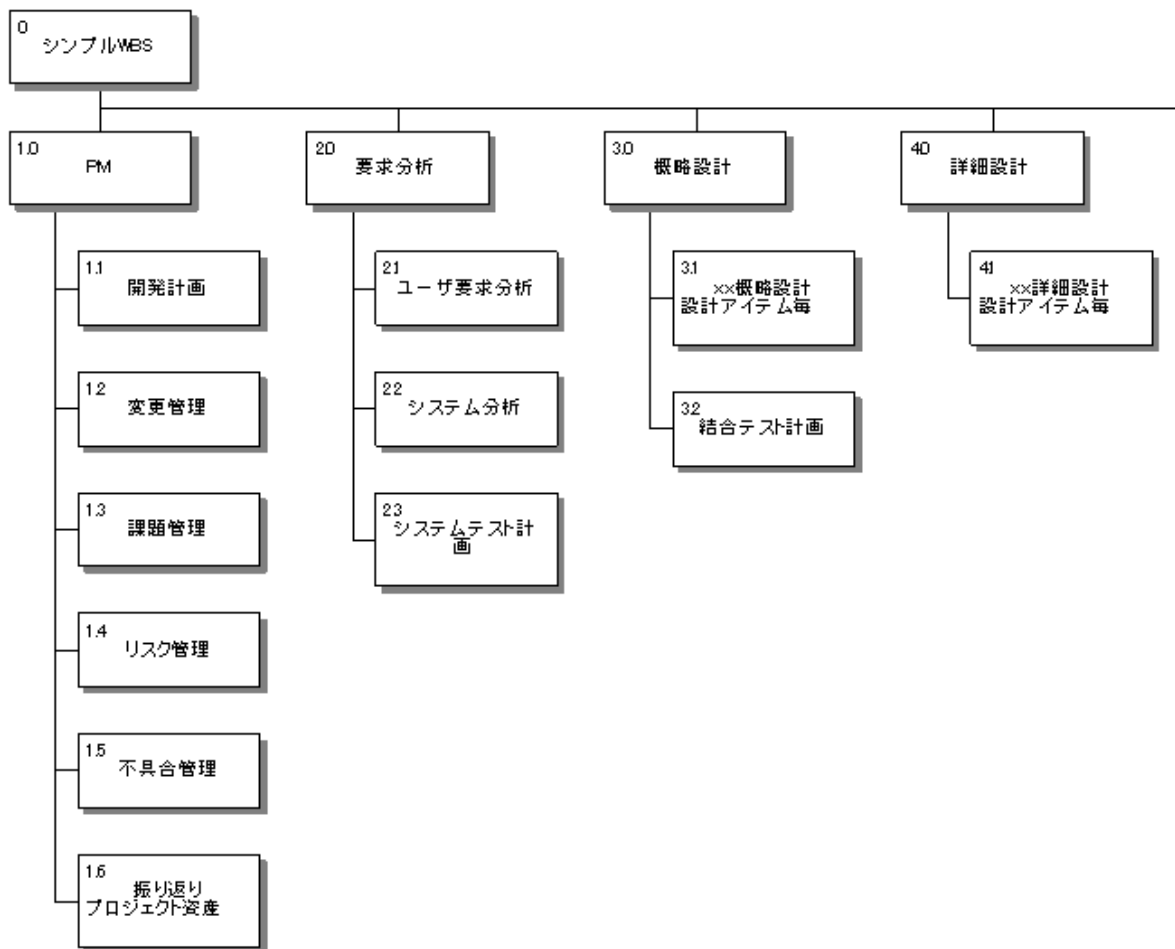 0
シンプルWBS
1.0
PM
2.0
要求分析
3.0
概略設計
4.0
詳細設計
1.1
開発計画
1.2
変更管理
1.3
課題管理
1.4
リスク管理
1.5
不具合管理
1.6
振り返り
プロジェクト資産
2.1
ユーザ要求分析
2.2
システム分析
2.3
システムテスト計
画
3.1
××概略設計
設計アイテム毎
3.2
結合テスト計画
4.1
××詳細設計
設計アイテム毎